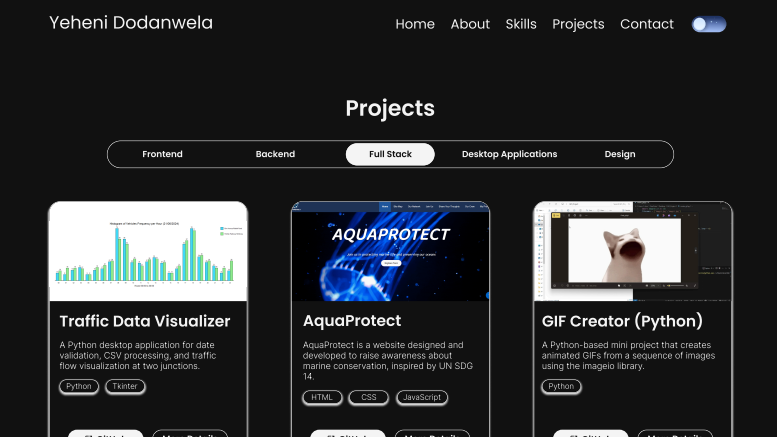 Yeheni Dodanwela
Home About Skills Projects Contact
Projects
Frontend Backend Full Stack Desktop Applications Design
AQUAPROTECT
Traffic Data Visualizer
A Python desktop application for date
validation, CSV processing, and traffic
flow visualization at two junctions.
Python Tkinter
AquaProtect
AquaProtect is a website designed and
developed to raise awareness about
marine conservation, inspired by UN SDG
14.
HTML CSS JavaScript
GIF Creator (Python)
A Python-based mini project that creates
animated GIFs from a sequence of images
using the imageio library.
Python